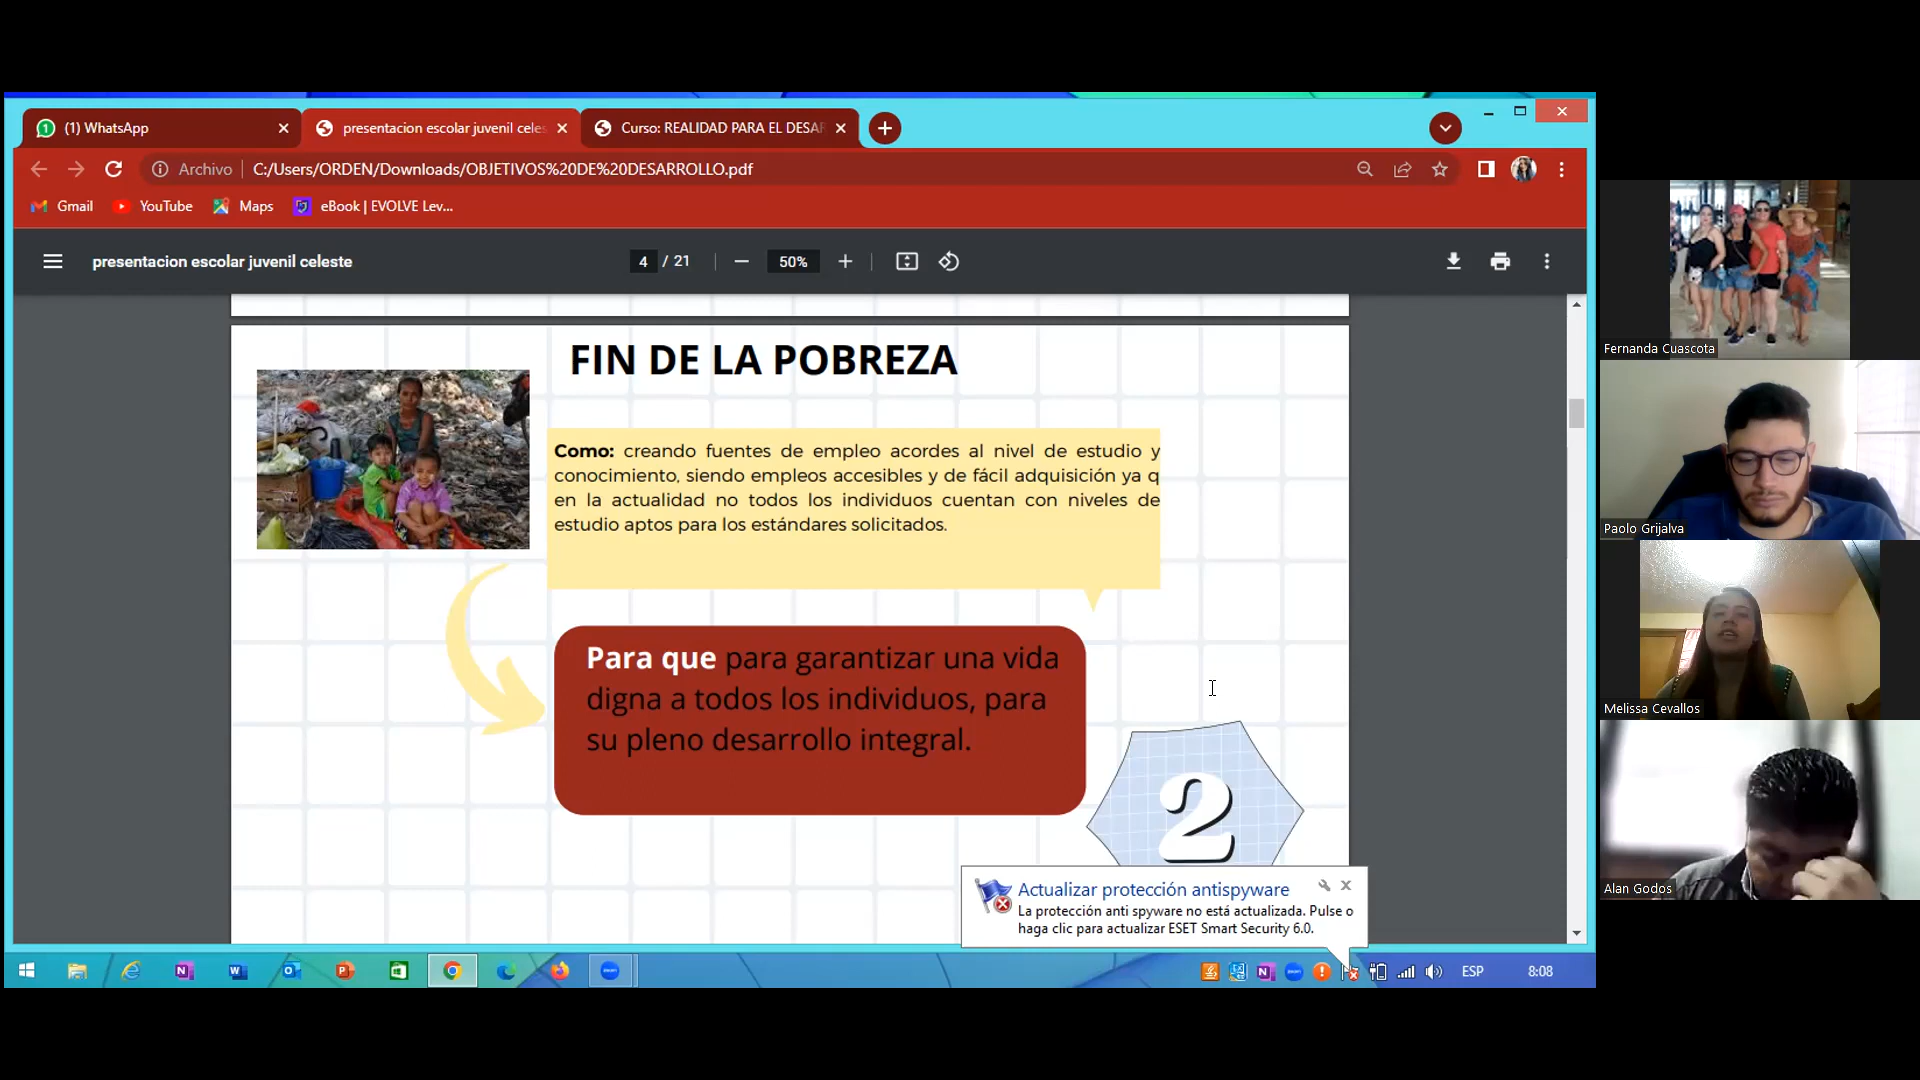 (1) WhatsApp
presentacion escolar juvenil celes
Curso: REALIDAD PARA EL DESAR
Archivo
C:/Users/ORDEN/Downloads/OBJETIVOS%20DE%20DESARROLLO.pdf
Gmail
YouTube
Maps
eBook | EVOLVE Lev...
presentacion escolar juvenil celeste
4 / 21
50%
FIN DE LA POBREZA
Como: creando fuentes de empleo acordes al nivel de estudio y
conocimiento, siendo empleos accesibles y de fácil adquisición ya q
en la actualidad no todos los individuos cuentan con niveles de
estudio aptos para los estándares solicitados.
Para que para garantizar una vida
digna a todos los individuos, para
su pleno desarrollo integral.
2
Actualizar protección antispyware
La protección anti spyware no está actualizada. Pulse o
haga clic para actualizar ESET Smart Security 6.0.
ESP
8:08
Fernanda Cuascota
Paolo Grijalva
Melissa Cevallos
Alan Godos